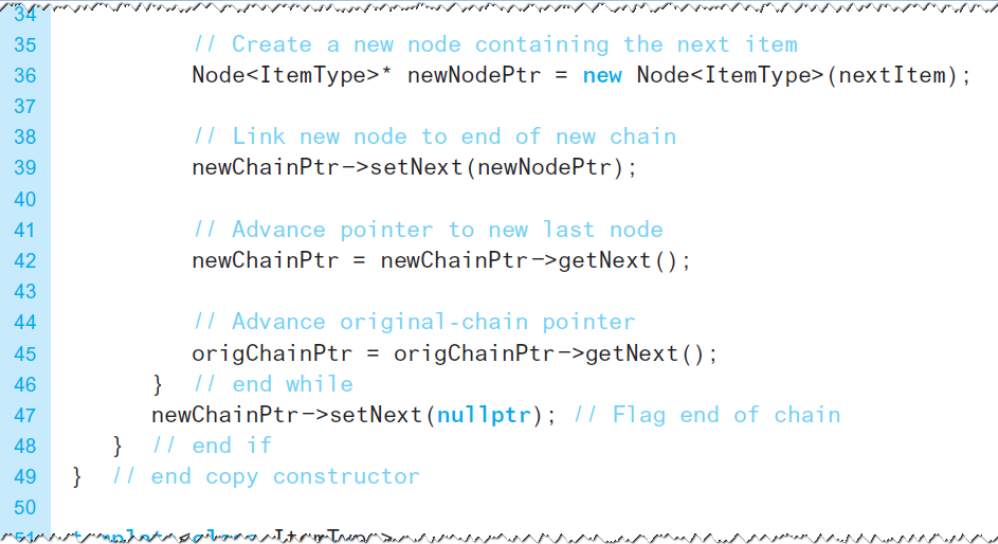 34
35 // Create a new node containing the next item
36 Node<ItemType>* newNodePtr = new Node<ItemType>(nextItem);
37
38 // Link new node to end of new chain
39 newChainPtr->setNext(newNodePtr);
40
41 // Advance pointer to new last node
42 newChainPtr = newChainPtr->getNext();
43
44 // Advance original-chain pointer
45 origChainPtr = origChainPtr->getNext();
46 } // end while
47 newChainPtr->setNext(nullptr); // Flag end of chain
48 } // end if
49 } // end copy constructor
50
51 template<class ItemType>